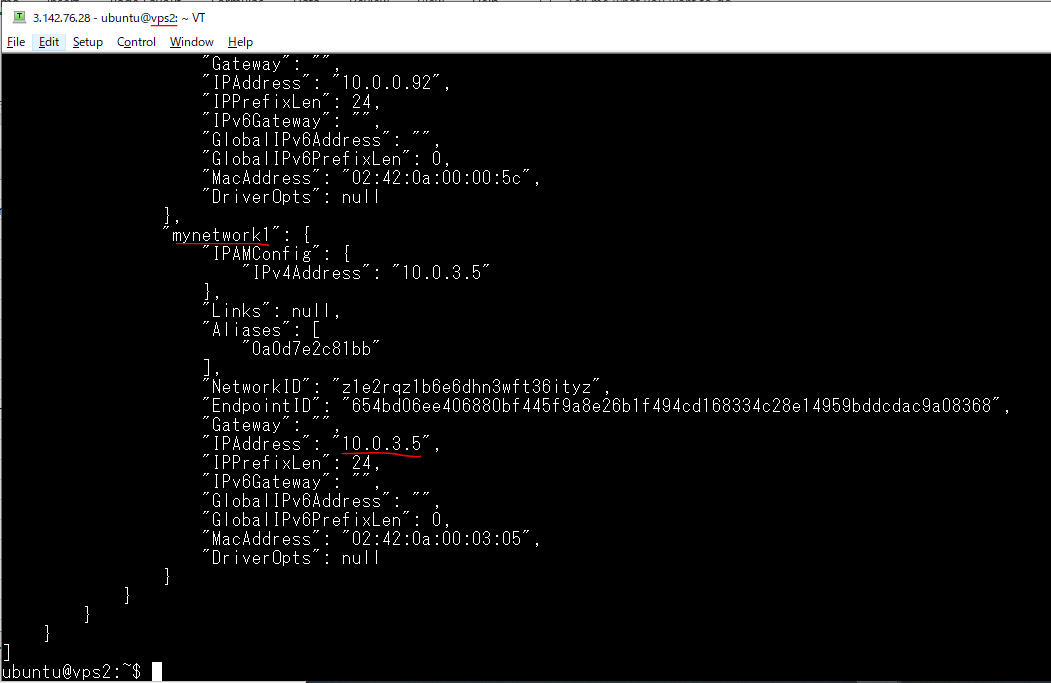 3.142.76.28 - ubuntu@vps2: ~ VT
File Edit Setup Control Window Help
"Gateway": "",
"IPAddress": "10.0.0.92",
"IPPrefixLen": 24,
"IPv6Gateway": "",
"GlobalIPv6Address": "",
"GlobalIPv6PrefixLen": 0,
"MacAddress": "02:42:0a:00:00:5c",
"DriverOpts": null
},
"mynetwork1": {
"IPAMConfig": {
"IPv4Address": "10.0.3.5"
},
"Links": null,
"Aliases": [
"0a0d7e2c81bb"
],
"NetworkID": "z1e2rqz1b6e6dhn3wft36ityz",
"EndpointID": "654bd06ee406880bf445f9a8e26b1f494cd168334c28e14959bddcdac9a08368",
"Gateway": "",
"IPAddress": "10.0.3.5",
"IPPrefixLen": 24,
"IPv6Gateway": "",
"GlobalIPv6Address": "",
"GlobalIPv6PrefixLen": 0,
"MacAddress": "02:42:0a:00:03:05",
"DriverOpts": null
}
}
}
}
]
ubuntu@vps2:~$